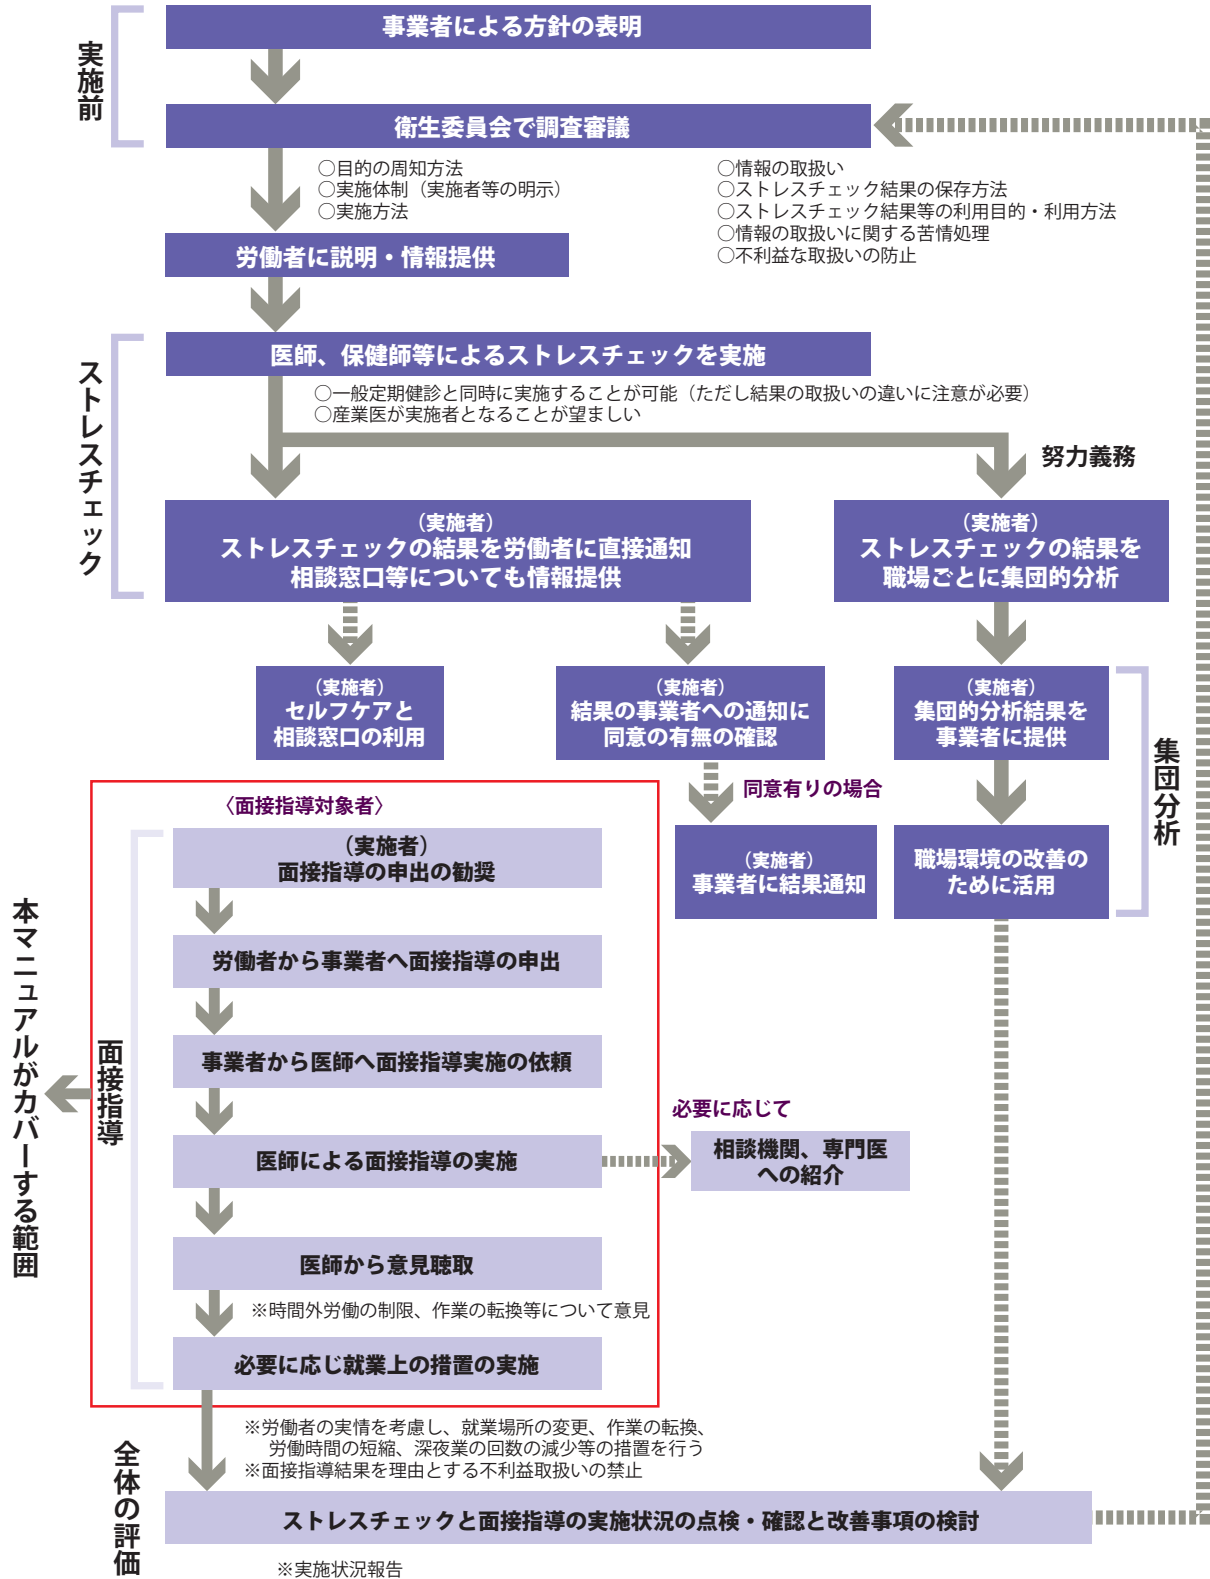 実施前
事業者による方針の表明
衛生委員会で調査審議
○目的の周知方法
○実施体制（実施者等の明示）
○実施方法
○情報の取扱い
○ストレスチェック結果の保存方法
○ストレスチェック結果等の利用目的・利用方法
○情報の取扱いに関する苦情処理
○不利益な取扱いの防止
労働者に説明・情報提供
ストレスチェック
医師、保健師等によるストレスチェックを実施
○一般定期健診と同時に実施することが可能（ただし結果の取扱いの違いに注意が必要）
○産業医が実施者となることが望ましい
努力義務
（実施者）
ストレスチェックの結果を労働者に直接通知
相談窓口等についても情報提供
（実施者）
ストレスチェックの結果を
職場ごとに集団的分析
（実施者）
セルフケアと
相談窓口の利用
（実施者）
結果の事業者への通知に
同意の有無の確認
（実施者）
集団的分析結果を
事業者に提供
集団分析
同意有りの場合
（実施者）
事業者に結果通知
職場環境の改善の
ために活用
〈面接指導対象者〉
（実施者）
面接指導の申出の勧奨
労働者から事業者へ面接指導の申出
事業者から医師へ面接指導実施の依頼
医師による面接指導の実施
必要に応じて
相談機関、専門医
への紹介
医師から意見聴取
※時間外労働の制限、作業の転換等について意見
必要に応じ就業上の措置の実施
面接指導
本マニュアルがカバーする範囲
※労働者の実情を考慮し、就業場所の変更、作業の転換、
労働時間の短縮、深夜業の回数の減少等の措置を行う
※面接指導結果を理由とする不利益取扱いの禁止
全体の評価
ストレスチェックと面接指導の実施状況の点検・確認と改善事項の検討
※実施状況報告